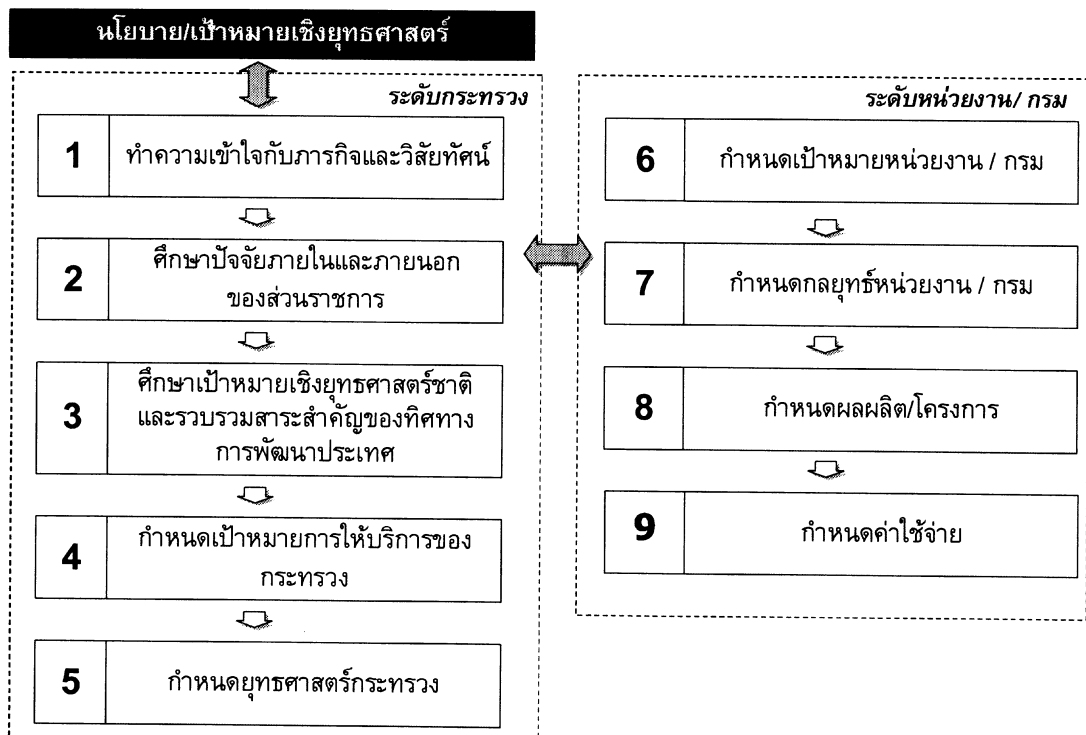 นโยบาย/เป้าหมายเชิงยุทธศาสตร์
ระดับกระทรวง
1
ทำความเข้าใจกับภารกิจและวิสัยทัศน์
2
ศึกษาปัจจัยภายในและภายนอก
ของส่วนราชการ
3
ศึกษาเป้าหมายเชิงยุทธศาสตร์ชาติ
และรวบรวมสาระสำคัญของทิศทาง
การพัฒนาประเทศ
4
กำหนดเป้าหมายการให้บริการของ
กระทรวง
5
กำหนดยุทธศาสตร์กระทรวง
ระดับหน่วยงาน/ กรม
6
กำหนดเป้าหมายหน่วยงาน / กรม
7
กำหนดกลยุทธ์หน่วยงาน / กรม
8
กำหนดผลผลิต/โครงการ
9
กำหนดค่าใช้จ่าย